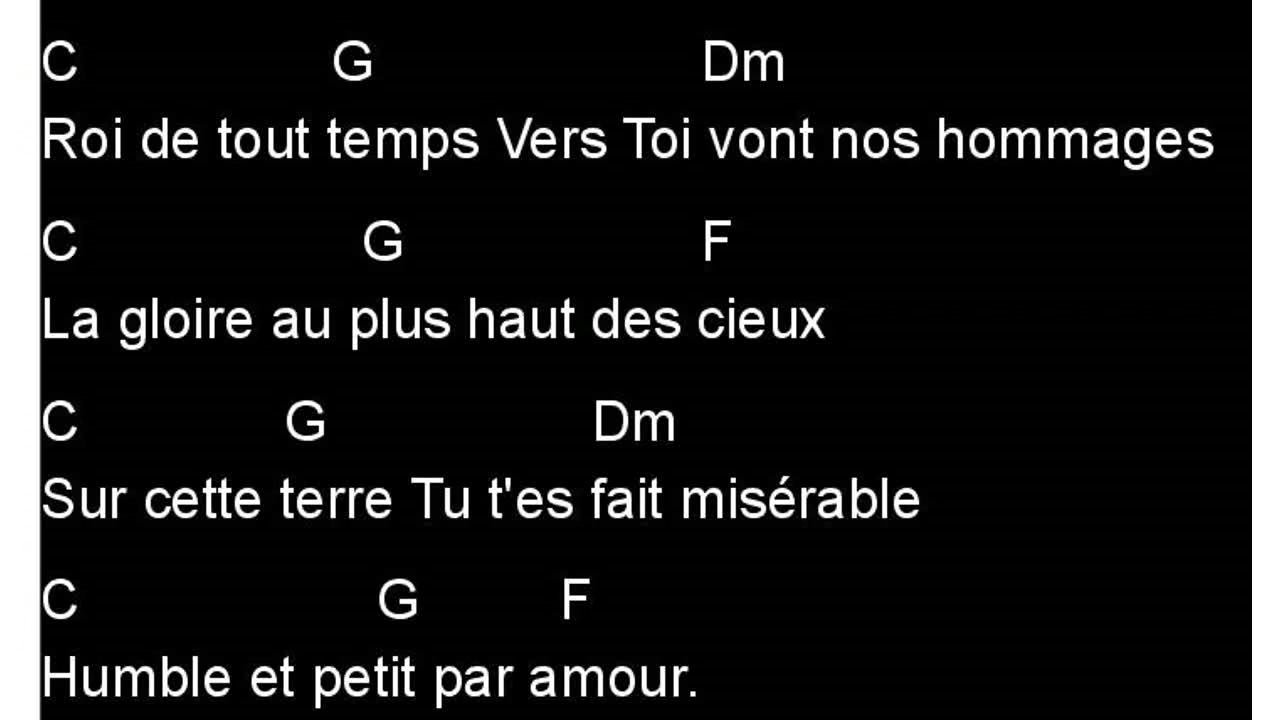 C G Dm
Roi de tout temps Vers Toi vont nos hommages
C G F
La gloire au plus haut des cieux
C G Dm
Sur cette terre Tu t'es fait misérable
C G F
Humble et petit par amour.